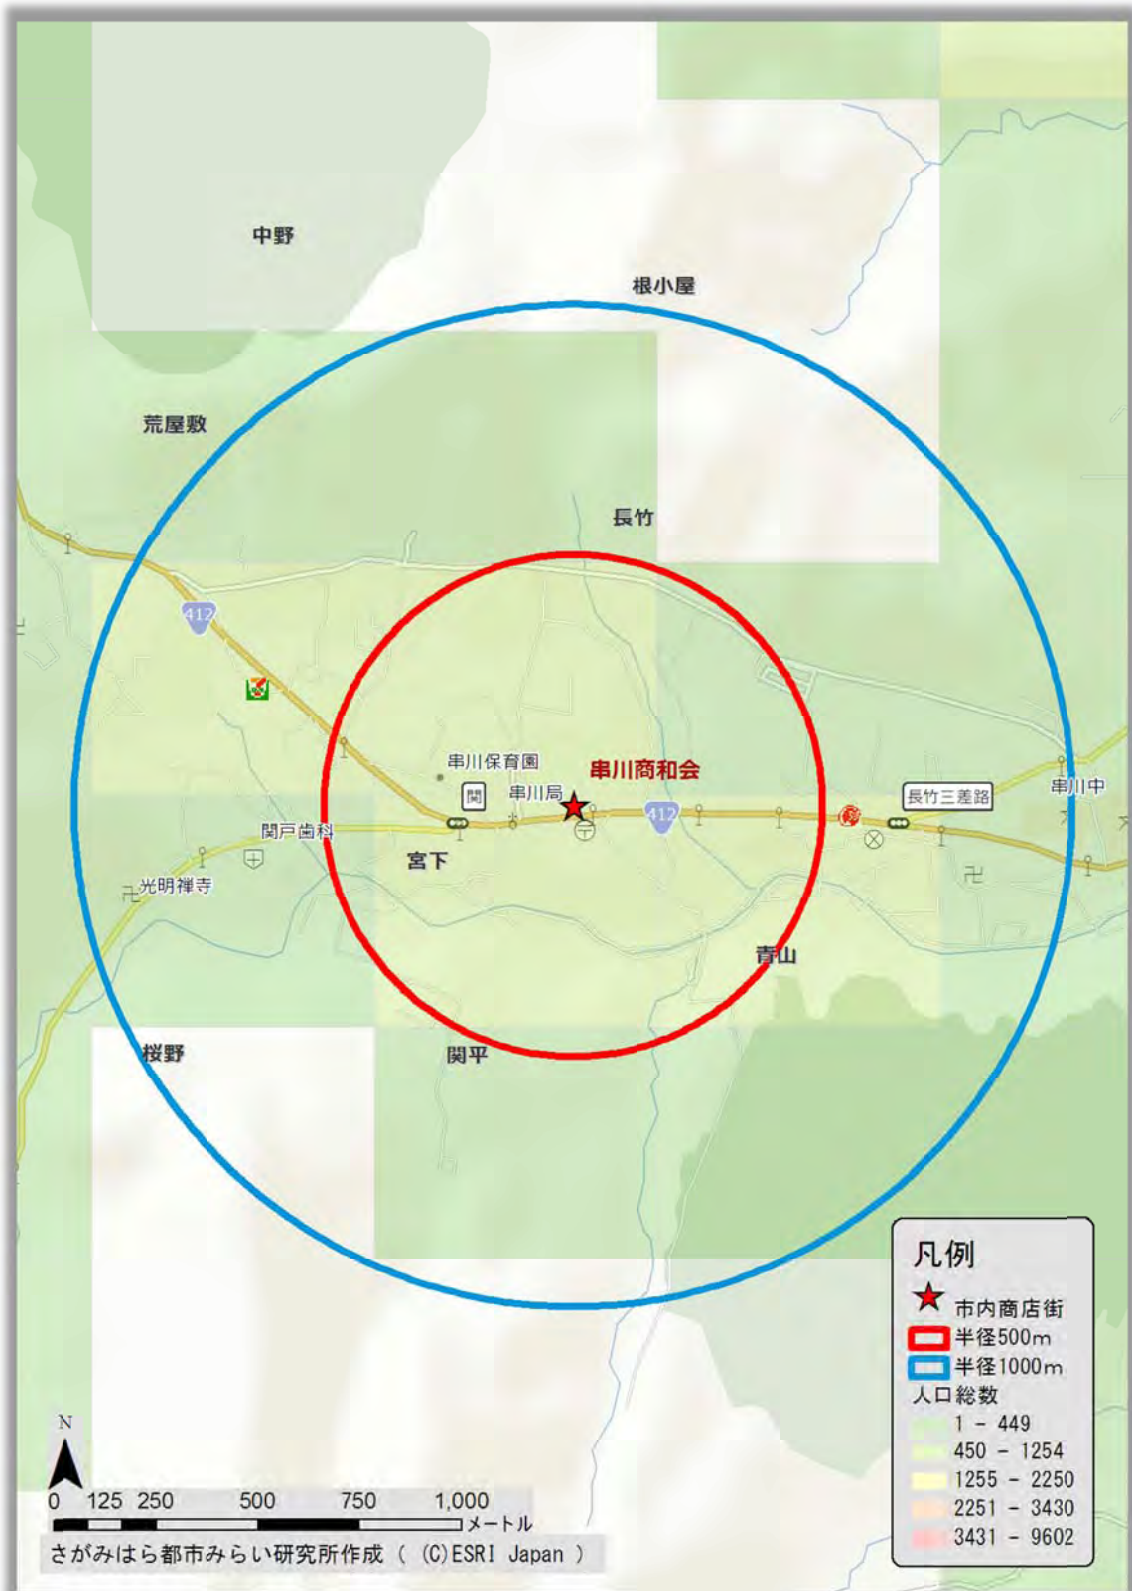 中野
根小屋
荒屋敷
長竹
412
串川保育園
串川商和会
関
串川局
412
長竹三差路
串川中
関戸歯科
宮下
光明禅寺
青山
桜野
関平
凡例
市内商店街
半径500m
半径1000m
人口総数
1 - 449
450 - 1254
1255 - 2250
2251 - 3430
3431 - 9602
N
0 125 250 500 750 1,000
メートル
さがみはら都市みらい研究所作成 ( (C)ESRI Japan )